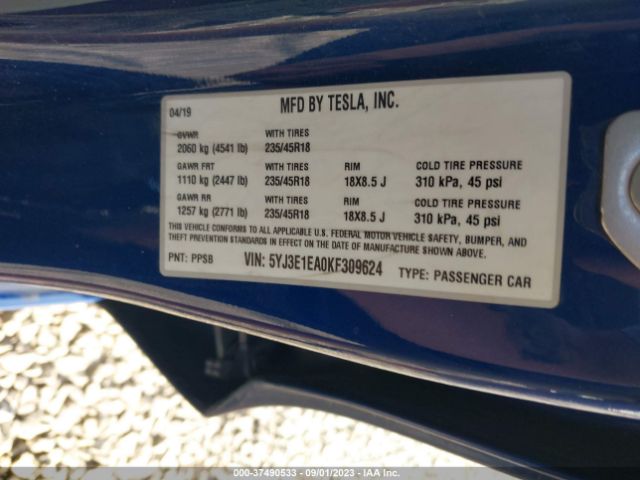 MFD BY TESLA, INC.
04/19
GVWR WITH TIRES
2060 kg (4541 lb) 235/45R18
GAWR FRT WITH TIRES RIM COLD TIRE PRESSURE
1110 kg (2447 lb) 235/45R18 18X8.5 J 310 kPa, 45 psi
GAWR RR WITH TIRES RIM COLD TIRE PRESSURE
1257 kg (2771 lb) 235/45R18 18X8.5 J 310 kPa, 45 psi
THIS VEHICLE CONFORMS TO ALL APPLICABLE U.S. FEDERAL MOTOR VEHICLE SAFETY, BUMPER, AND
THEFT PREVENTION STANDARDS IN EFFECT ON THE DATE OF MANUFACTURE SHOWN ABOVE.
PNT: PPSB VIN: 5YJ3E1EA0KF309624 TYPE: PASSENGER CAR
000-37490533 - 09/01/2023 - IAA Inc.